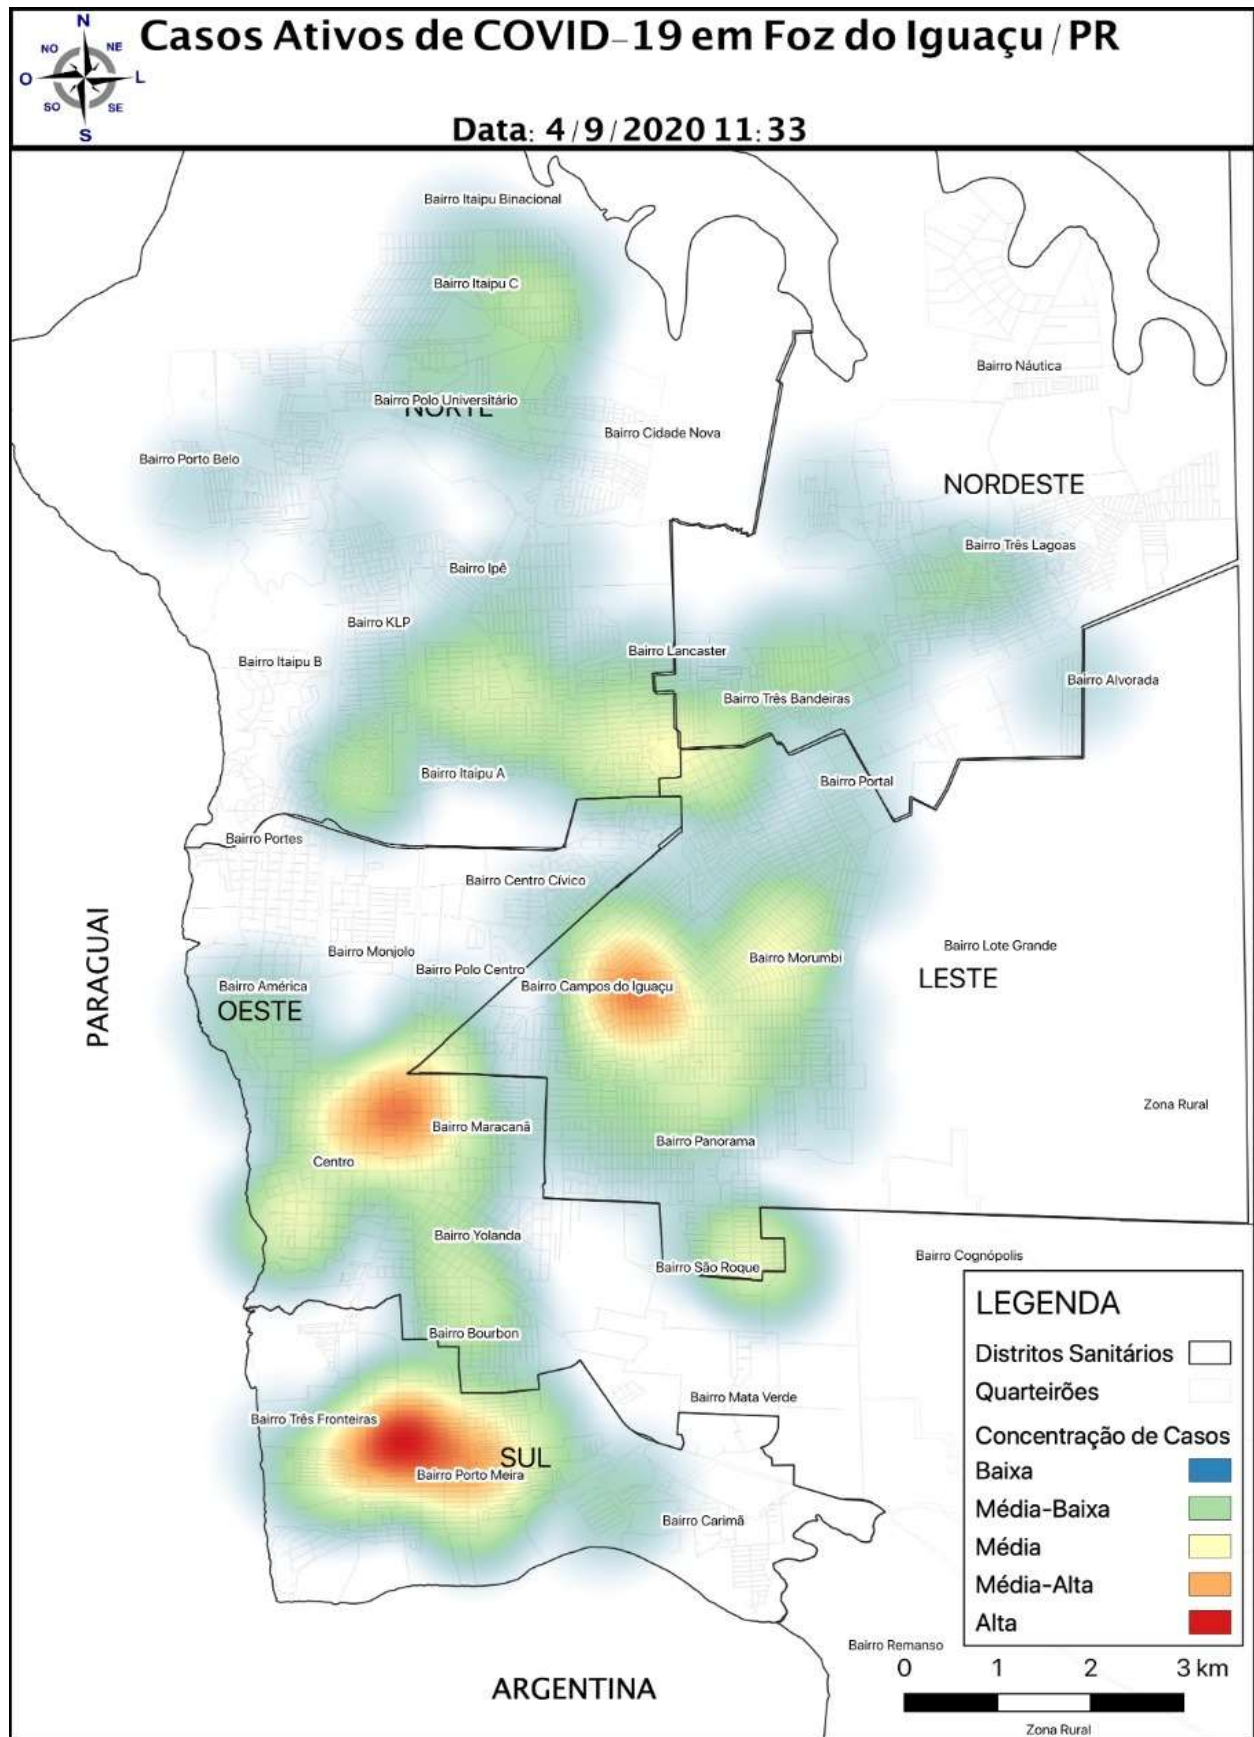 Casos Ativos de COVID-19 em Foz do Iguaçu/PR
N
NO
NE
O
L
SO
SE
S
Data: 4/9/2020 11:33
Bairro Itaipu Binacional
Bairro Itaipu C
Bairro Náutica
Bairro Polo Universitário
NORTE
Bairro Cidade Nova
Bairro Porto Belo
NORDESTE
Bairro Três Lagoas
Bairro Ipê
Bairro KLP
Bairro Lancaster
Bairro Itaipu B
Bairro Alvorada
Bairro Três Bandeiras
Bairro Itaipu A
Bairro Portal
Bairro Portes
Bairro Centro Cívico
Bairro Lote Grande
Bairro Monjolo
Bairro Morumbi
Bairro Polo Centro
LESTE
PARAGUAI
Bairro América
Bairro Campos do Iguaçu
OESTE
Zona Rural
Bairro Maracanã
Bairro Panorama
Centro
Bairro Yolanda
Bairro Cognópolis
Bairro São Roque
Bairro Bourbon
Bairro Mata Verde
Bairro Três Fronteiras
SUL
Bairro Porto Meira
Bairro Carimã
LEGENDA
Distritos Sanitários
Quarteirões
Concentração de Casos
Baixa
Média-Baixa
Média
Média-Alta
Alta
Bairro Remanso
0 1 2 3 km
ARGENTINA
Zona Rural